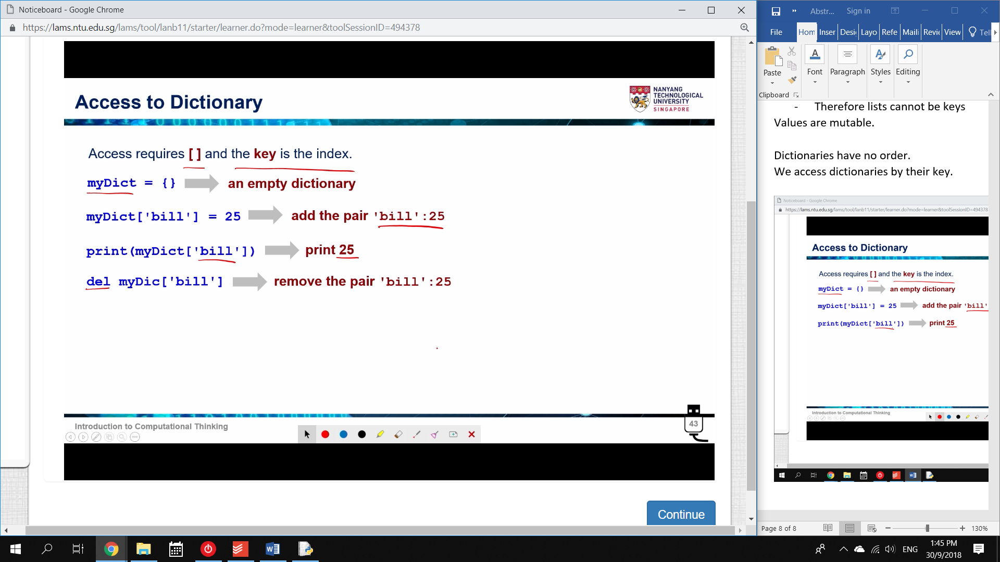 Noticeboard - Google Chrome
https://lams.ntu.edu.sg/lams/tool/lanb11/starter/learner.do?mode=learner&toolSessionID=494378
Access to Dictionary
NANYANG
TECHNOLOGICAL
UNIVERSITY
SINGAPORE
Access requires [ ] and the key is the index.
myDict = {} an empty dictionary
myDict['bill'] = 25 add the pair 'bill':25
print(myDict['bill']) print 25
del myDic['bill'] remove the pair 'bill':25
43
Introduction to Computational Thinking
Continue
Abstr... Sign in
File Hom Inser Desi Layo Refe Maili Revie View Tel
Paste Font Paragraph Styles Editing
Clipboard
- Therefore lists cannot be keys
Values are mutable.
Dictionaries have no order.
We access dictionaries by their key.
Noticeboard - Google Chrome
https://lams.ntu.edu.sg/lams/tool/lanb11/starter/learner.do?mode=learner&toolSessionID=494378
Access to Dictionary
Access requires [ ] and the key is the index.
myDict = {} an empty dictionary
myDict['bill'] = 25 add the pair 'bill'
print(myDict['bill']) print 25
Introduction to Computational Thinking
Page 8 of 8 130%
ENG
1:45 PM
30/9/2018